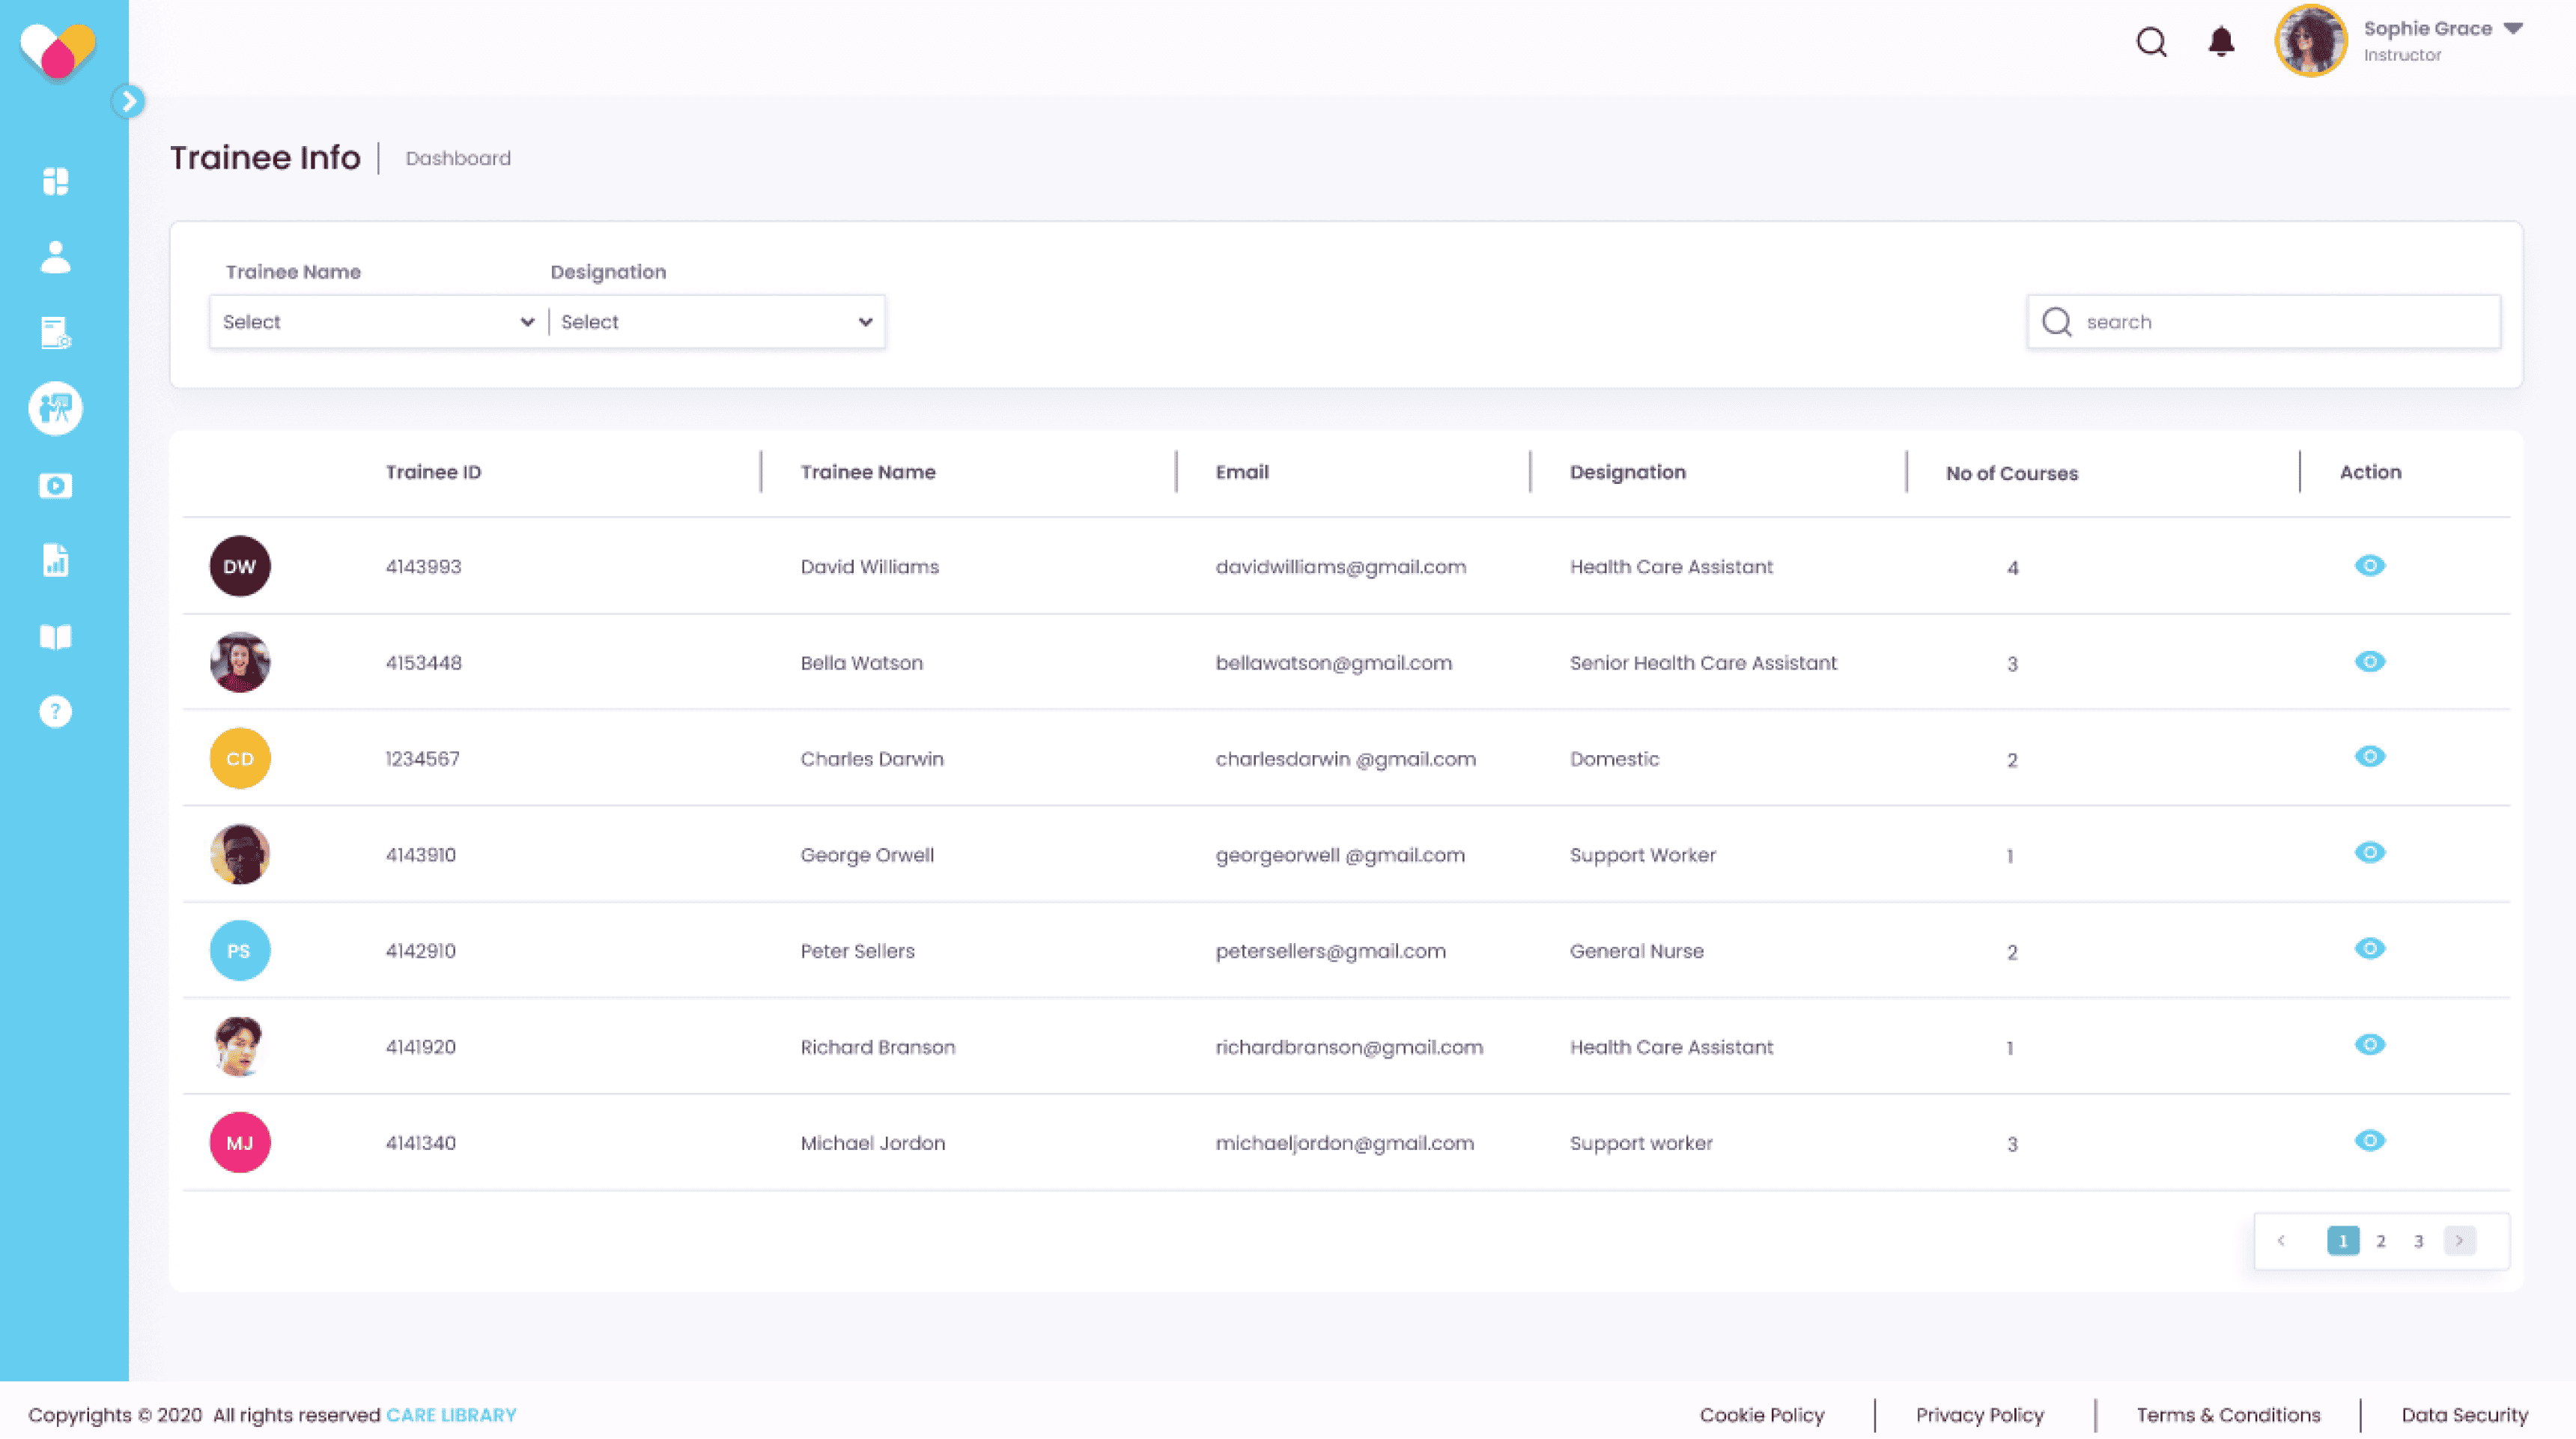 Sophie Grace
Instructor
Trainee Info Dashboard
Trainee Name Designation
Select Select search
Trainee ID Trainee Name Email Designation No of Courses Action
DW 4143993 David Williams davidwilliams@gmail.com Health Care Assistant 4
4153448 Bella Watson bellawatson@gmail.com Senior Health Care Assistant 3
CD 1234567 Charles Darwin charlesdarwin @gmail.com Domestic 2
4143910 George Orwell georgeorwell @gmail.com Support Worker 1
PS 4142910 Peter Sellers petersellers@gmail.com General Nurse 2
4141920 Richard Branson richardbranson@gmail.com Health Care Assistant 1
MJ 4141340 Michael Jordon michaeljordon@gmail.com Support worker 3
< 1 2 3 >
Copyrights © 2020 All rights reserved CARE LIBRARY Cookie Policy Privacy Policy Terms & Conditions Data Security